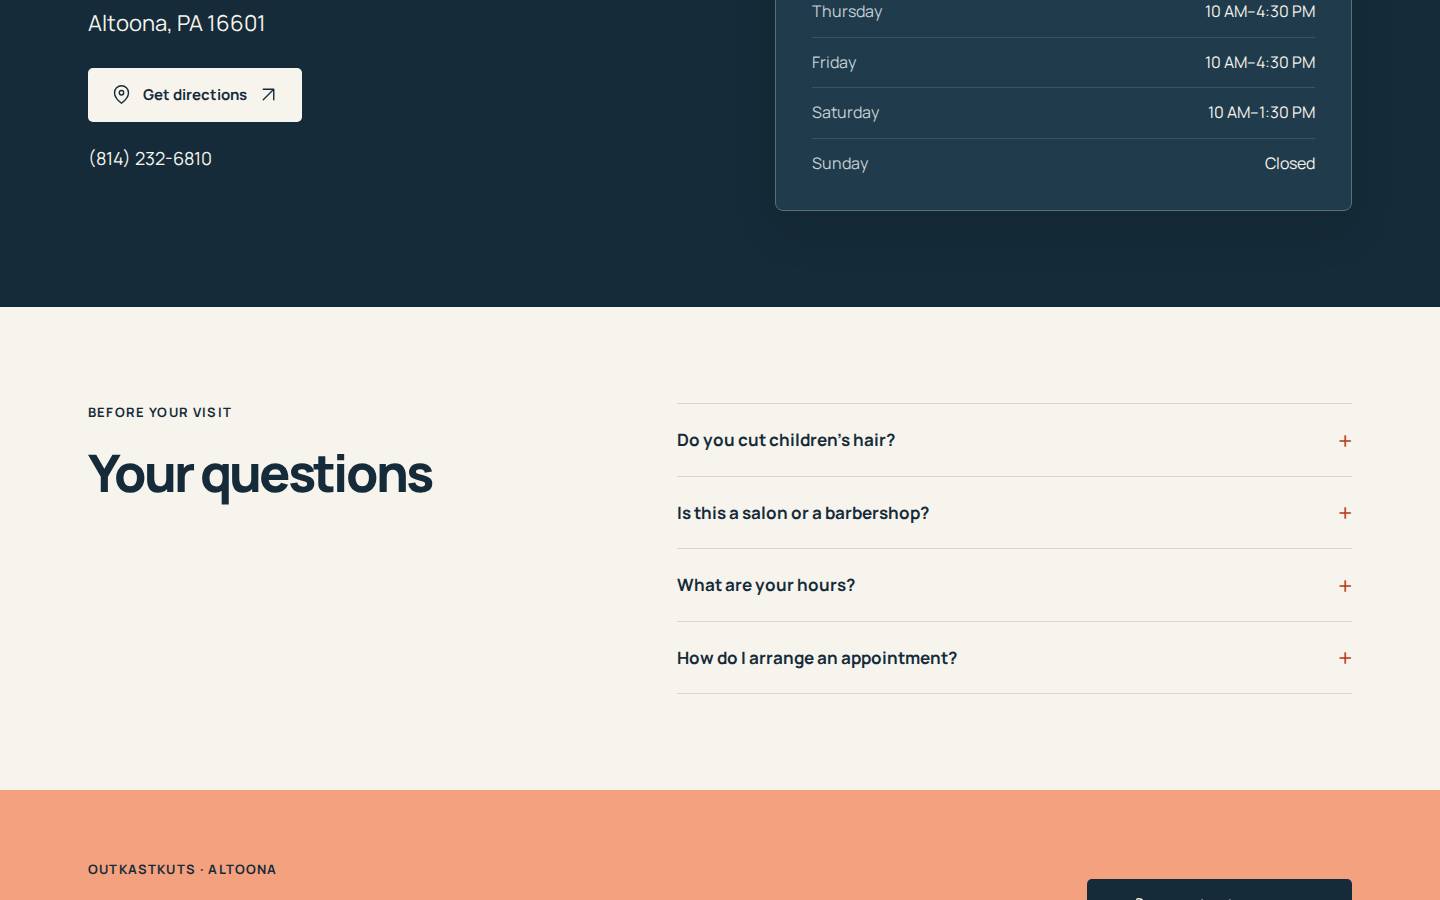 Altoona, PA 16601
Get directions
(814) 232-6810
Thursday 10 AM–4:30 PM
Friday 10 AM–4:30 PM
Saturday 10 AM–1:30 PM
Sunday Closed
BEFORE YOUR VISIT
Your questions
Do you cut children’s hair? +
Is this a salon or a barbershop? +
What are your hours? +
How do I arrange an appointment? +
OUTKASTKUTS · ALTOONA